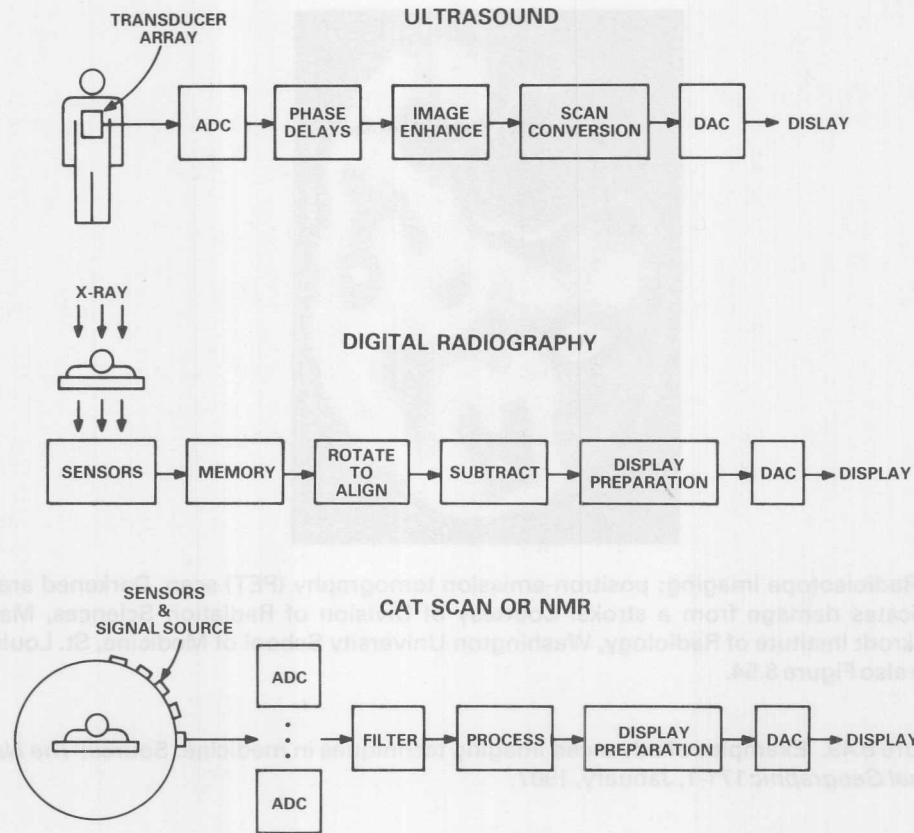 ULTRASOUND
TRANSDUCER
ARRAY
ADC
PHASE
DELAYS
IMAGE
ENHANCE
SCAN
CONVERSION
DAC
DISLAY
X-RAY
DIGITAL RADIOGRAPHY
SENSORS
MEMORY
ROTATE
TO
ALIGN
SUBTRACT
DISPLAY
PREPARATION
DAC
DISPLAY
SENSORS
&
SIGNAL SOURCES
CAT SCAN OR NMR
ADC
ADC
FILTER
PROCESS
DISPLAY
PREPARATION
DAC
DISPLAY